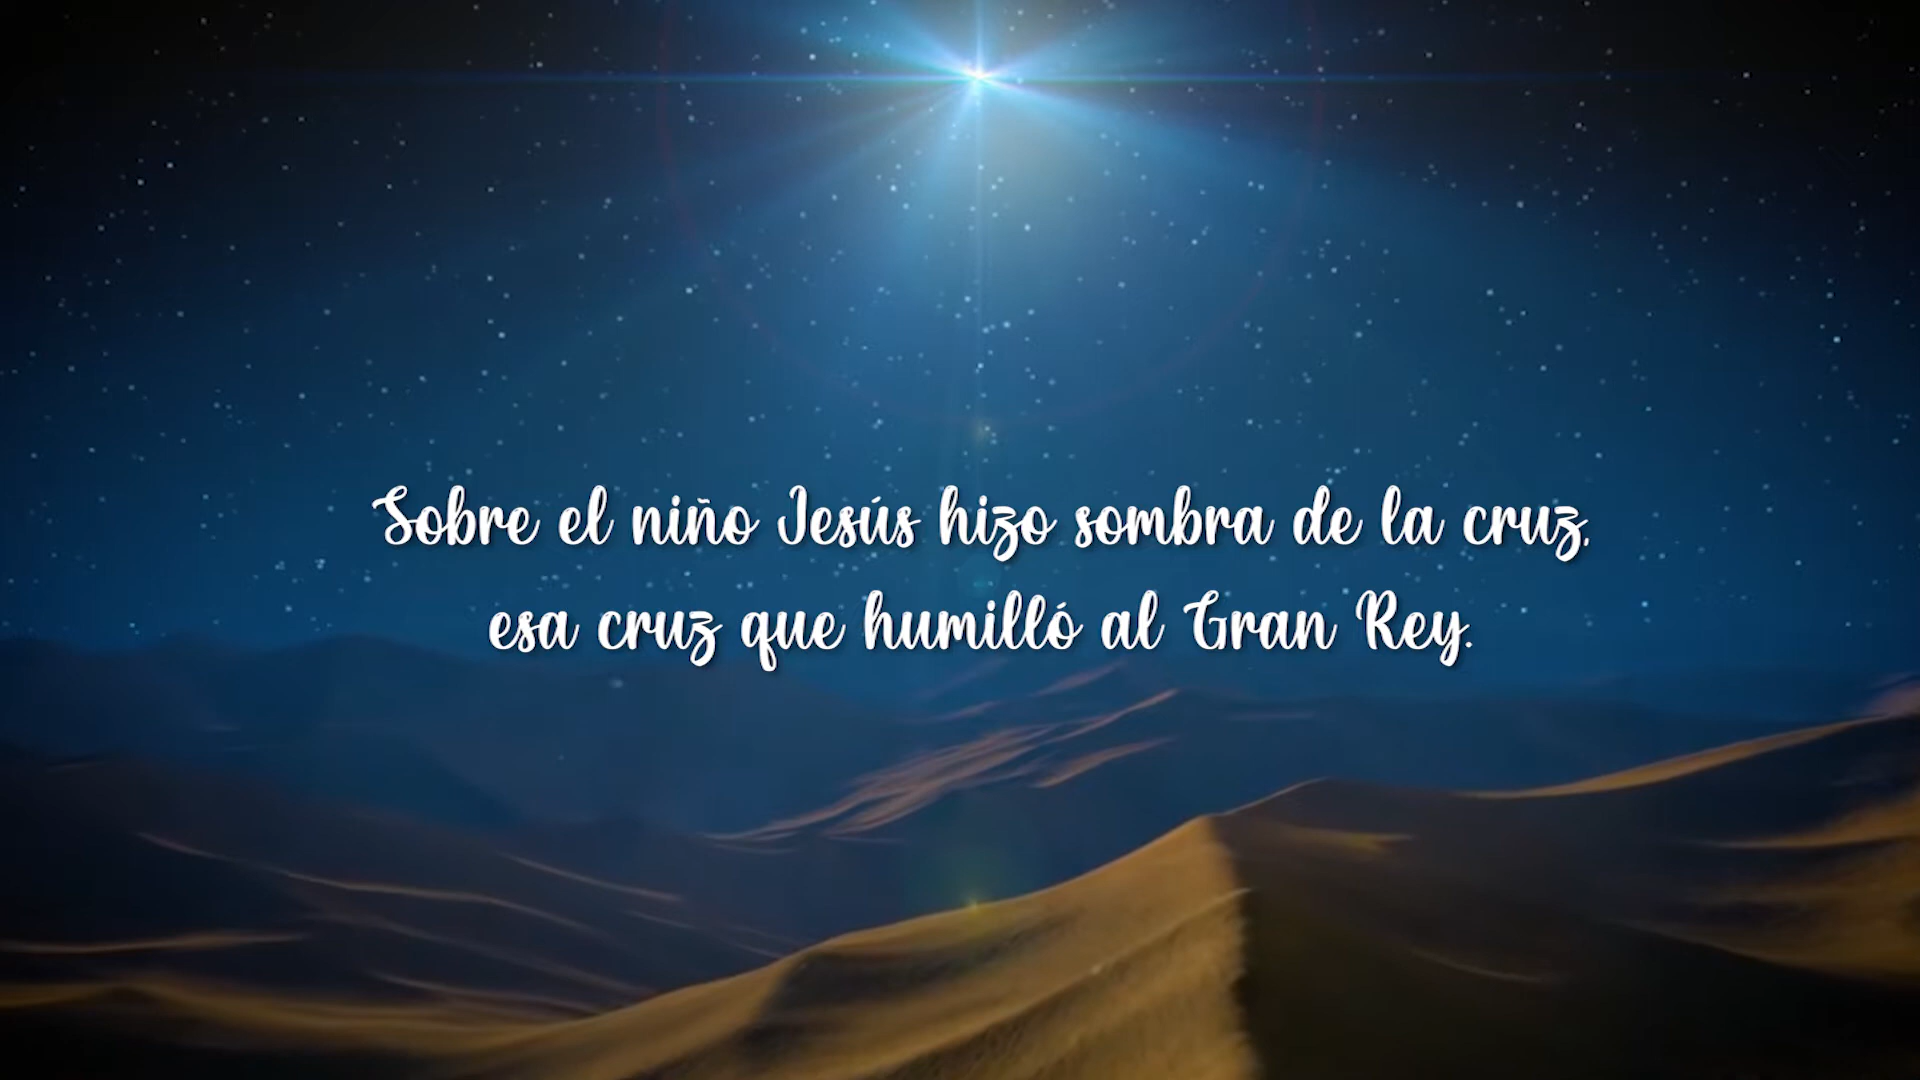 Sobre el niño Jesús hizo sombra de la cruz,
esa cruz que humilló al Gran Rey.